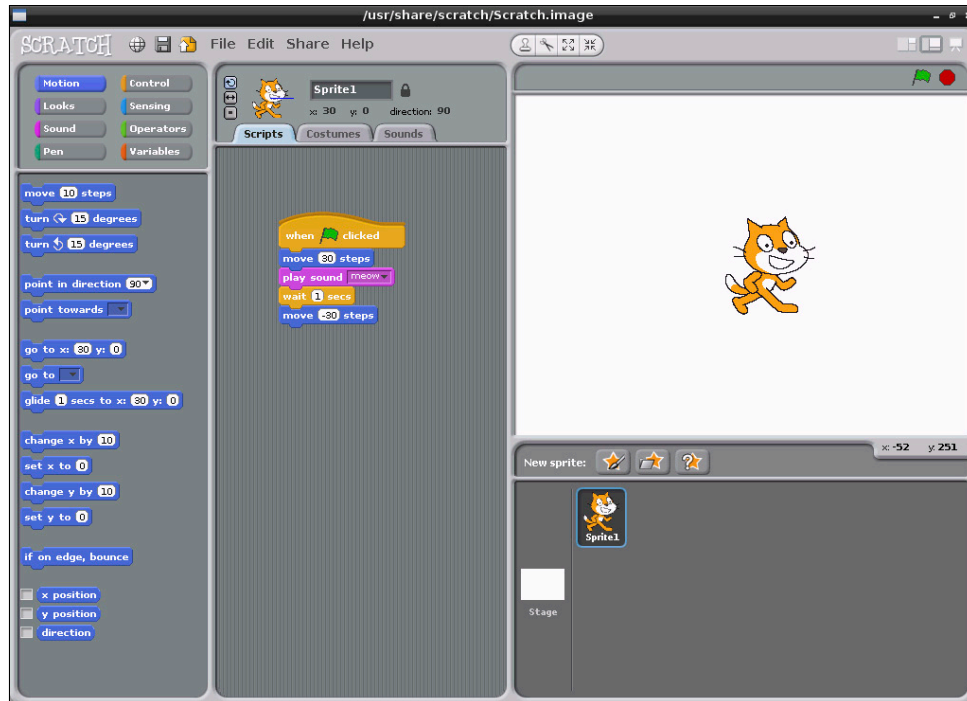 /usr/share/scratch/Scratch.image
SCRATCH File Edit Share Help
Motion Control
Looks Sensing
Sound Operators
Pen Variables
Sprite1
x: 30 y: 0 direction: 90
Scripts Costumes Sounds
move 10 steps
turn 15 degrees
turn 15 degrees
point in direction 90
point towards
go to x: 30 y: 0
go to
glide 1 secs to x: 30 y: 0
change x by 10
set x to 0
change y by 10
set y to 0
if on edge, bounce
x position
y position
direction
when clicked
move 30 steps
play sound meow
wait 1 secs
move -30 steps
x: -52 y: 251
New sprite:
Sprite1
Stage